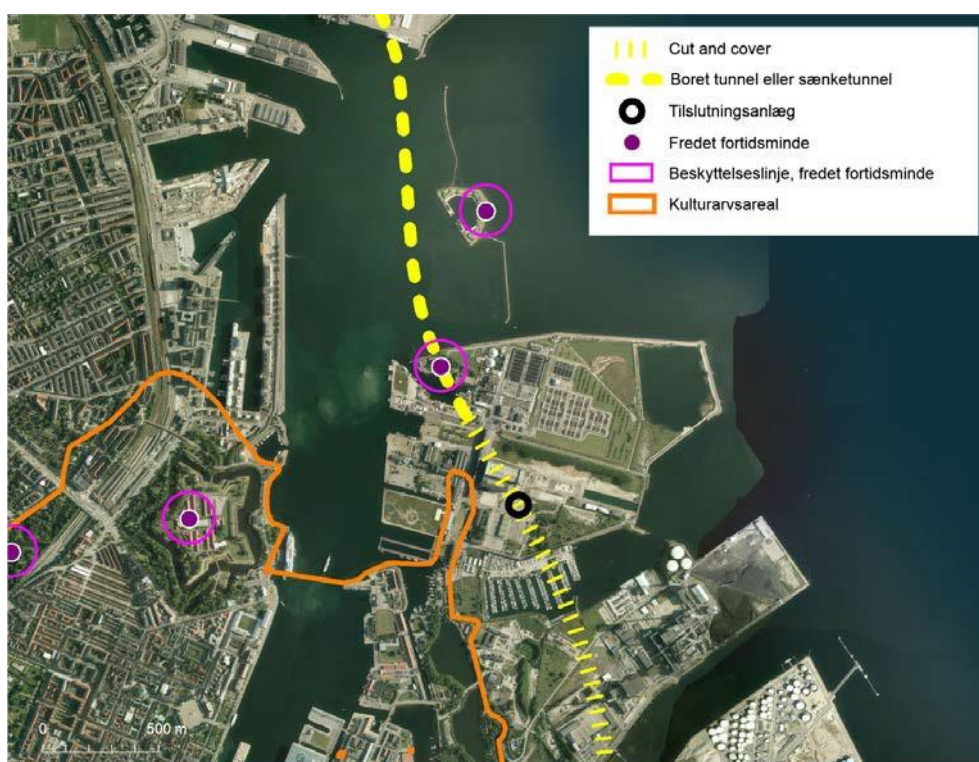 Cut and cover
Boret tunnel eller sænketunnel
Tilslutningsanlæg
Fredet fortidsminde
Beskyttelseslinje, fredet fortidsminde
Kulturarvsareal
0 500 m